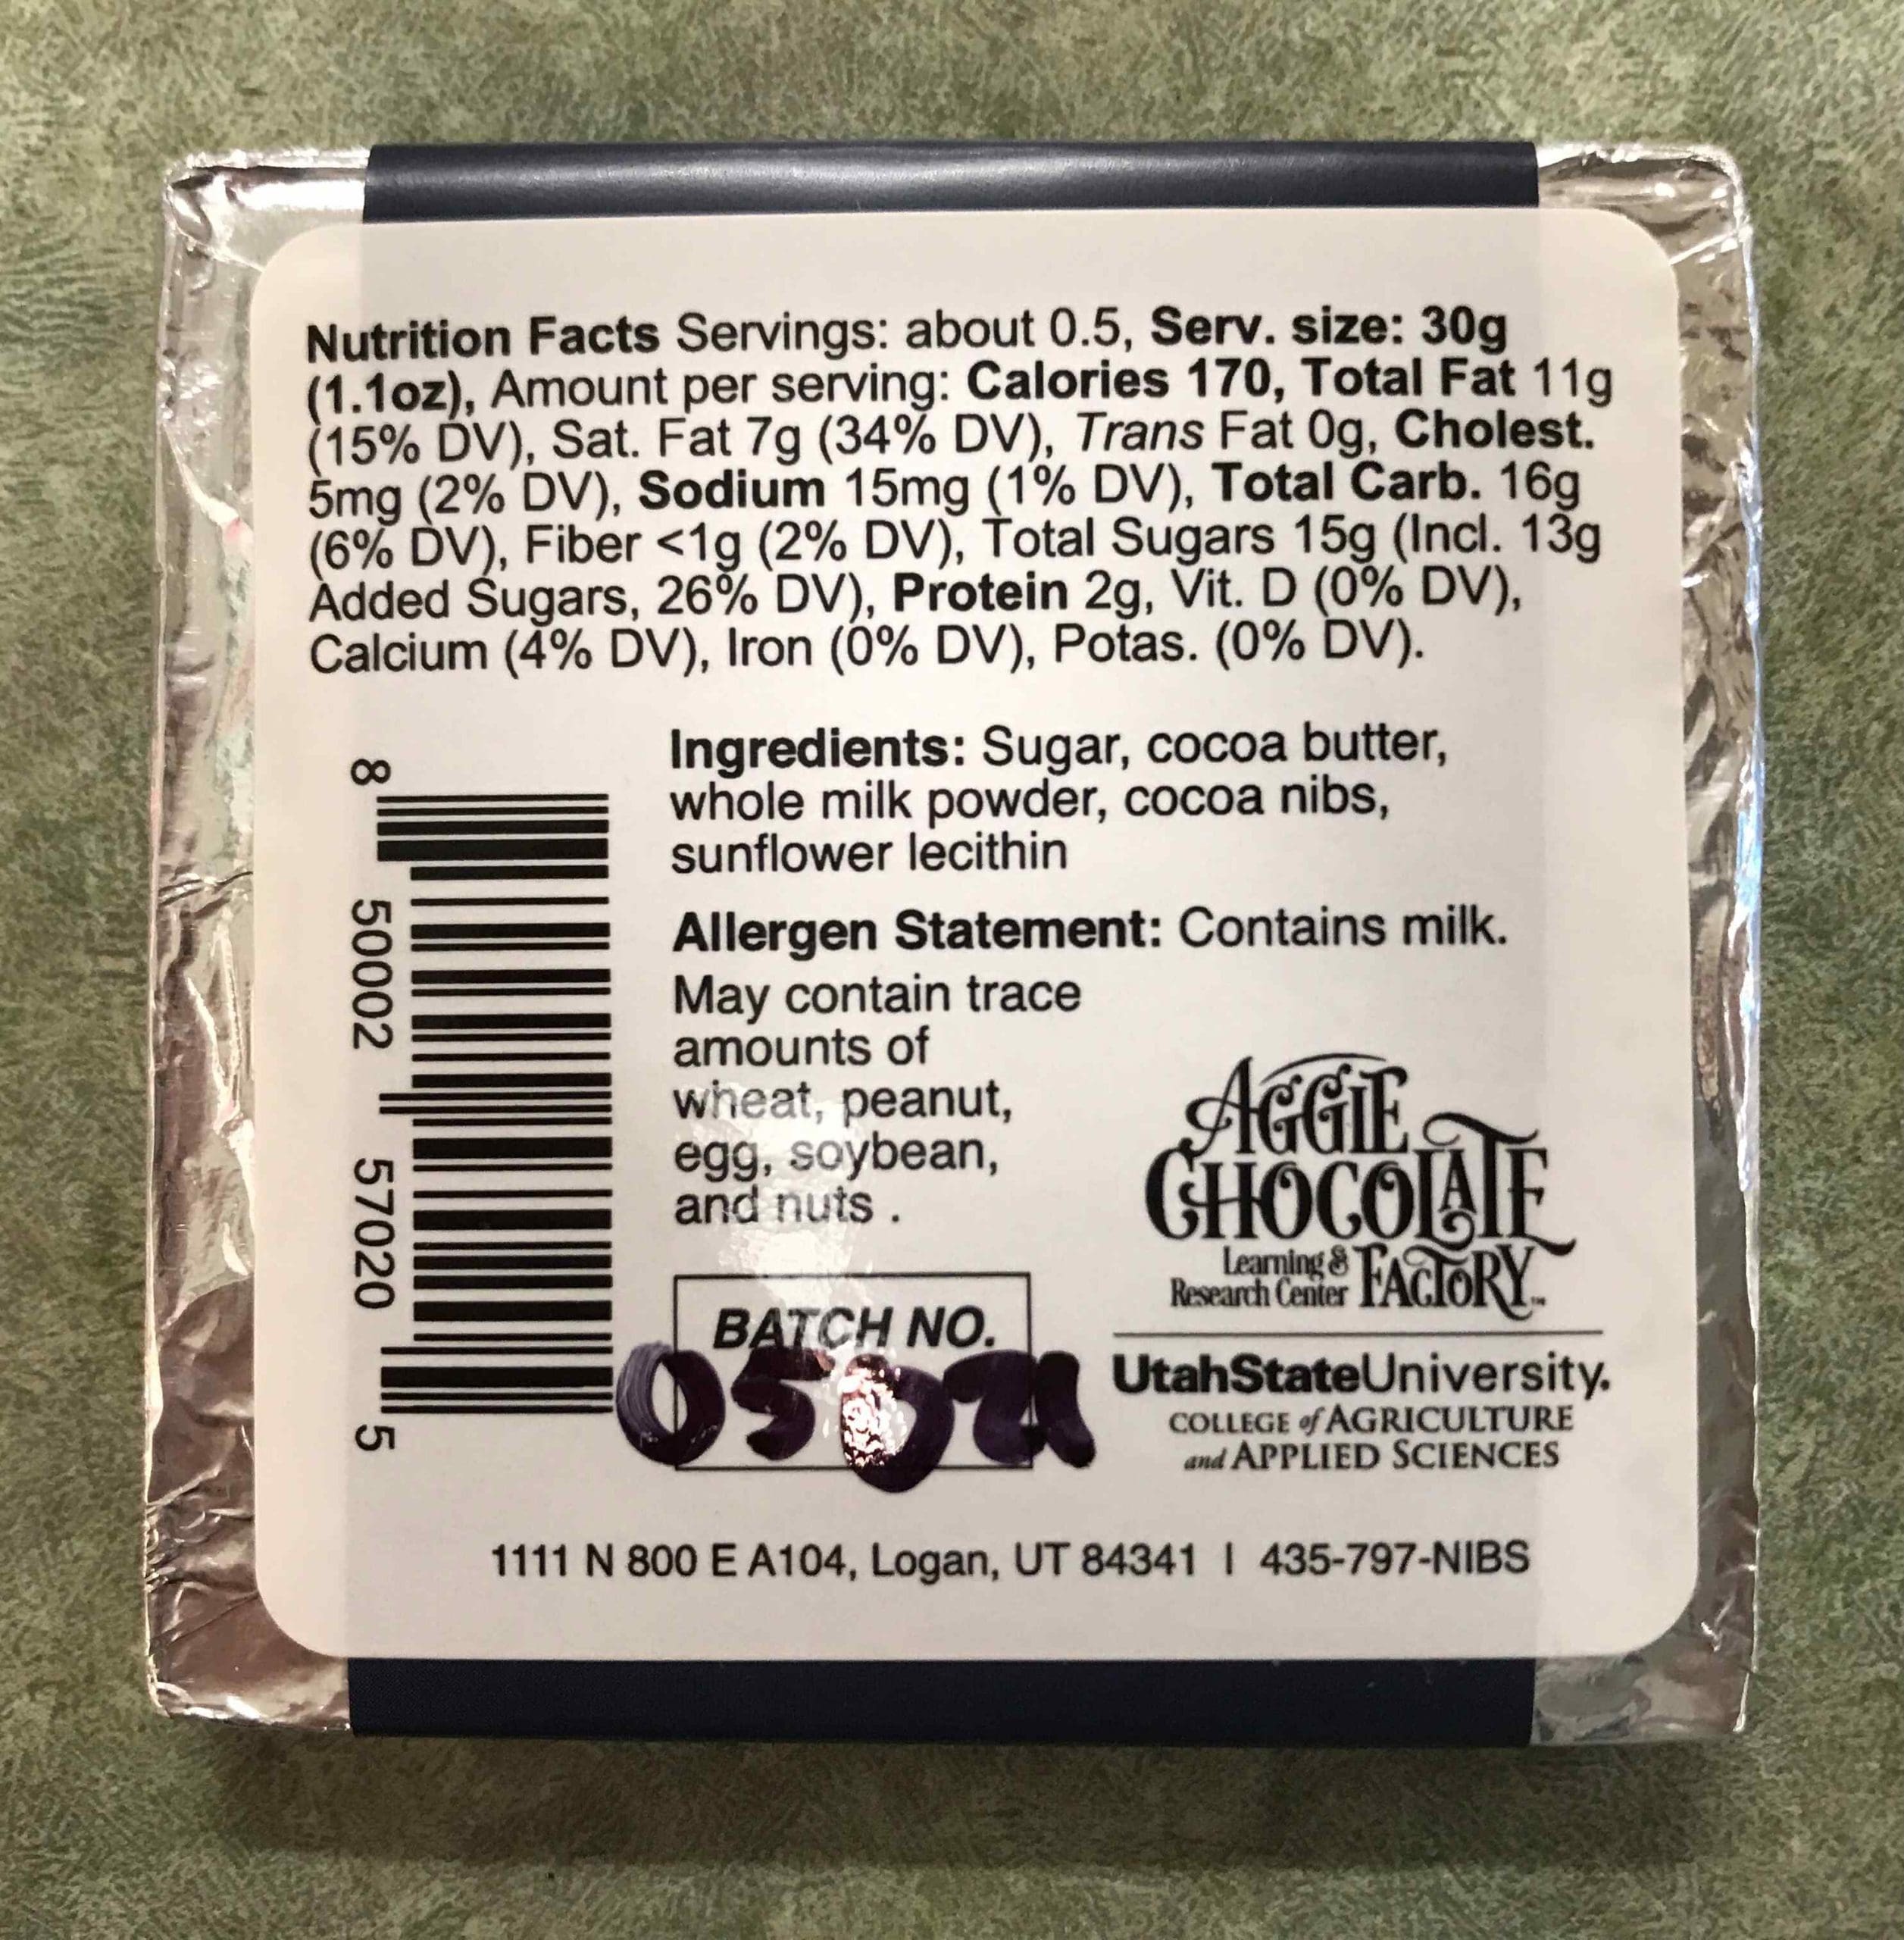 Nutrition Facts Servings: about 0.5, Serv. size: 30g
(1.1oz), Amount per serving: Calories 170, Total Fat 11g
(15% DV), Sat. Fat 7g (34% DV), Trans Fat 0g, Cholest.
5mg (2% DV), Sodium 15mg (1% DV), Total Carb. 16g
(6% DV), Fiber <1g (2% DV), Total Sugars 15g (Incl. 13g
Added Sugars, 26% DV), Protein 2g, Vit. D (0% DV),
Calcium (4% DV), Iron (0% DV), Potas. (0% DV).
8 50002 57020 5
Ingredients: Sugar, cocoa butter,
whole milk powder, cocoa nibs,
sunflower lecithin
Allergen Statement: Contains milk.
May contain trace
amounts of
wheat, peanut,
egg, soybean,
and nuts .
BATCH NO.
AGGIE
CHOCOLATE
Learning &
Research Center FACTORY™
UtahStateUniversity.
COLLEGE of AGRICULTURE
and APPLIED SCIENCES
1111 N 800 E A104, Logan, UT 84341 | 435-797-NIBS